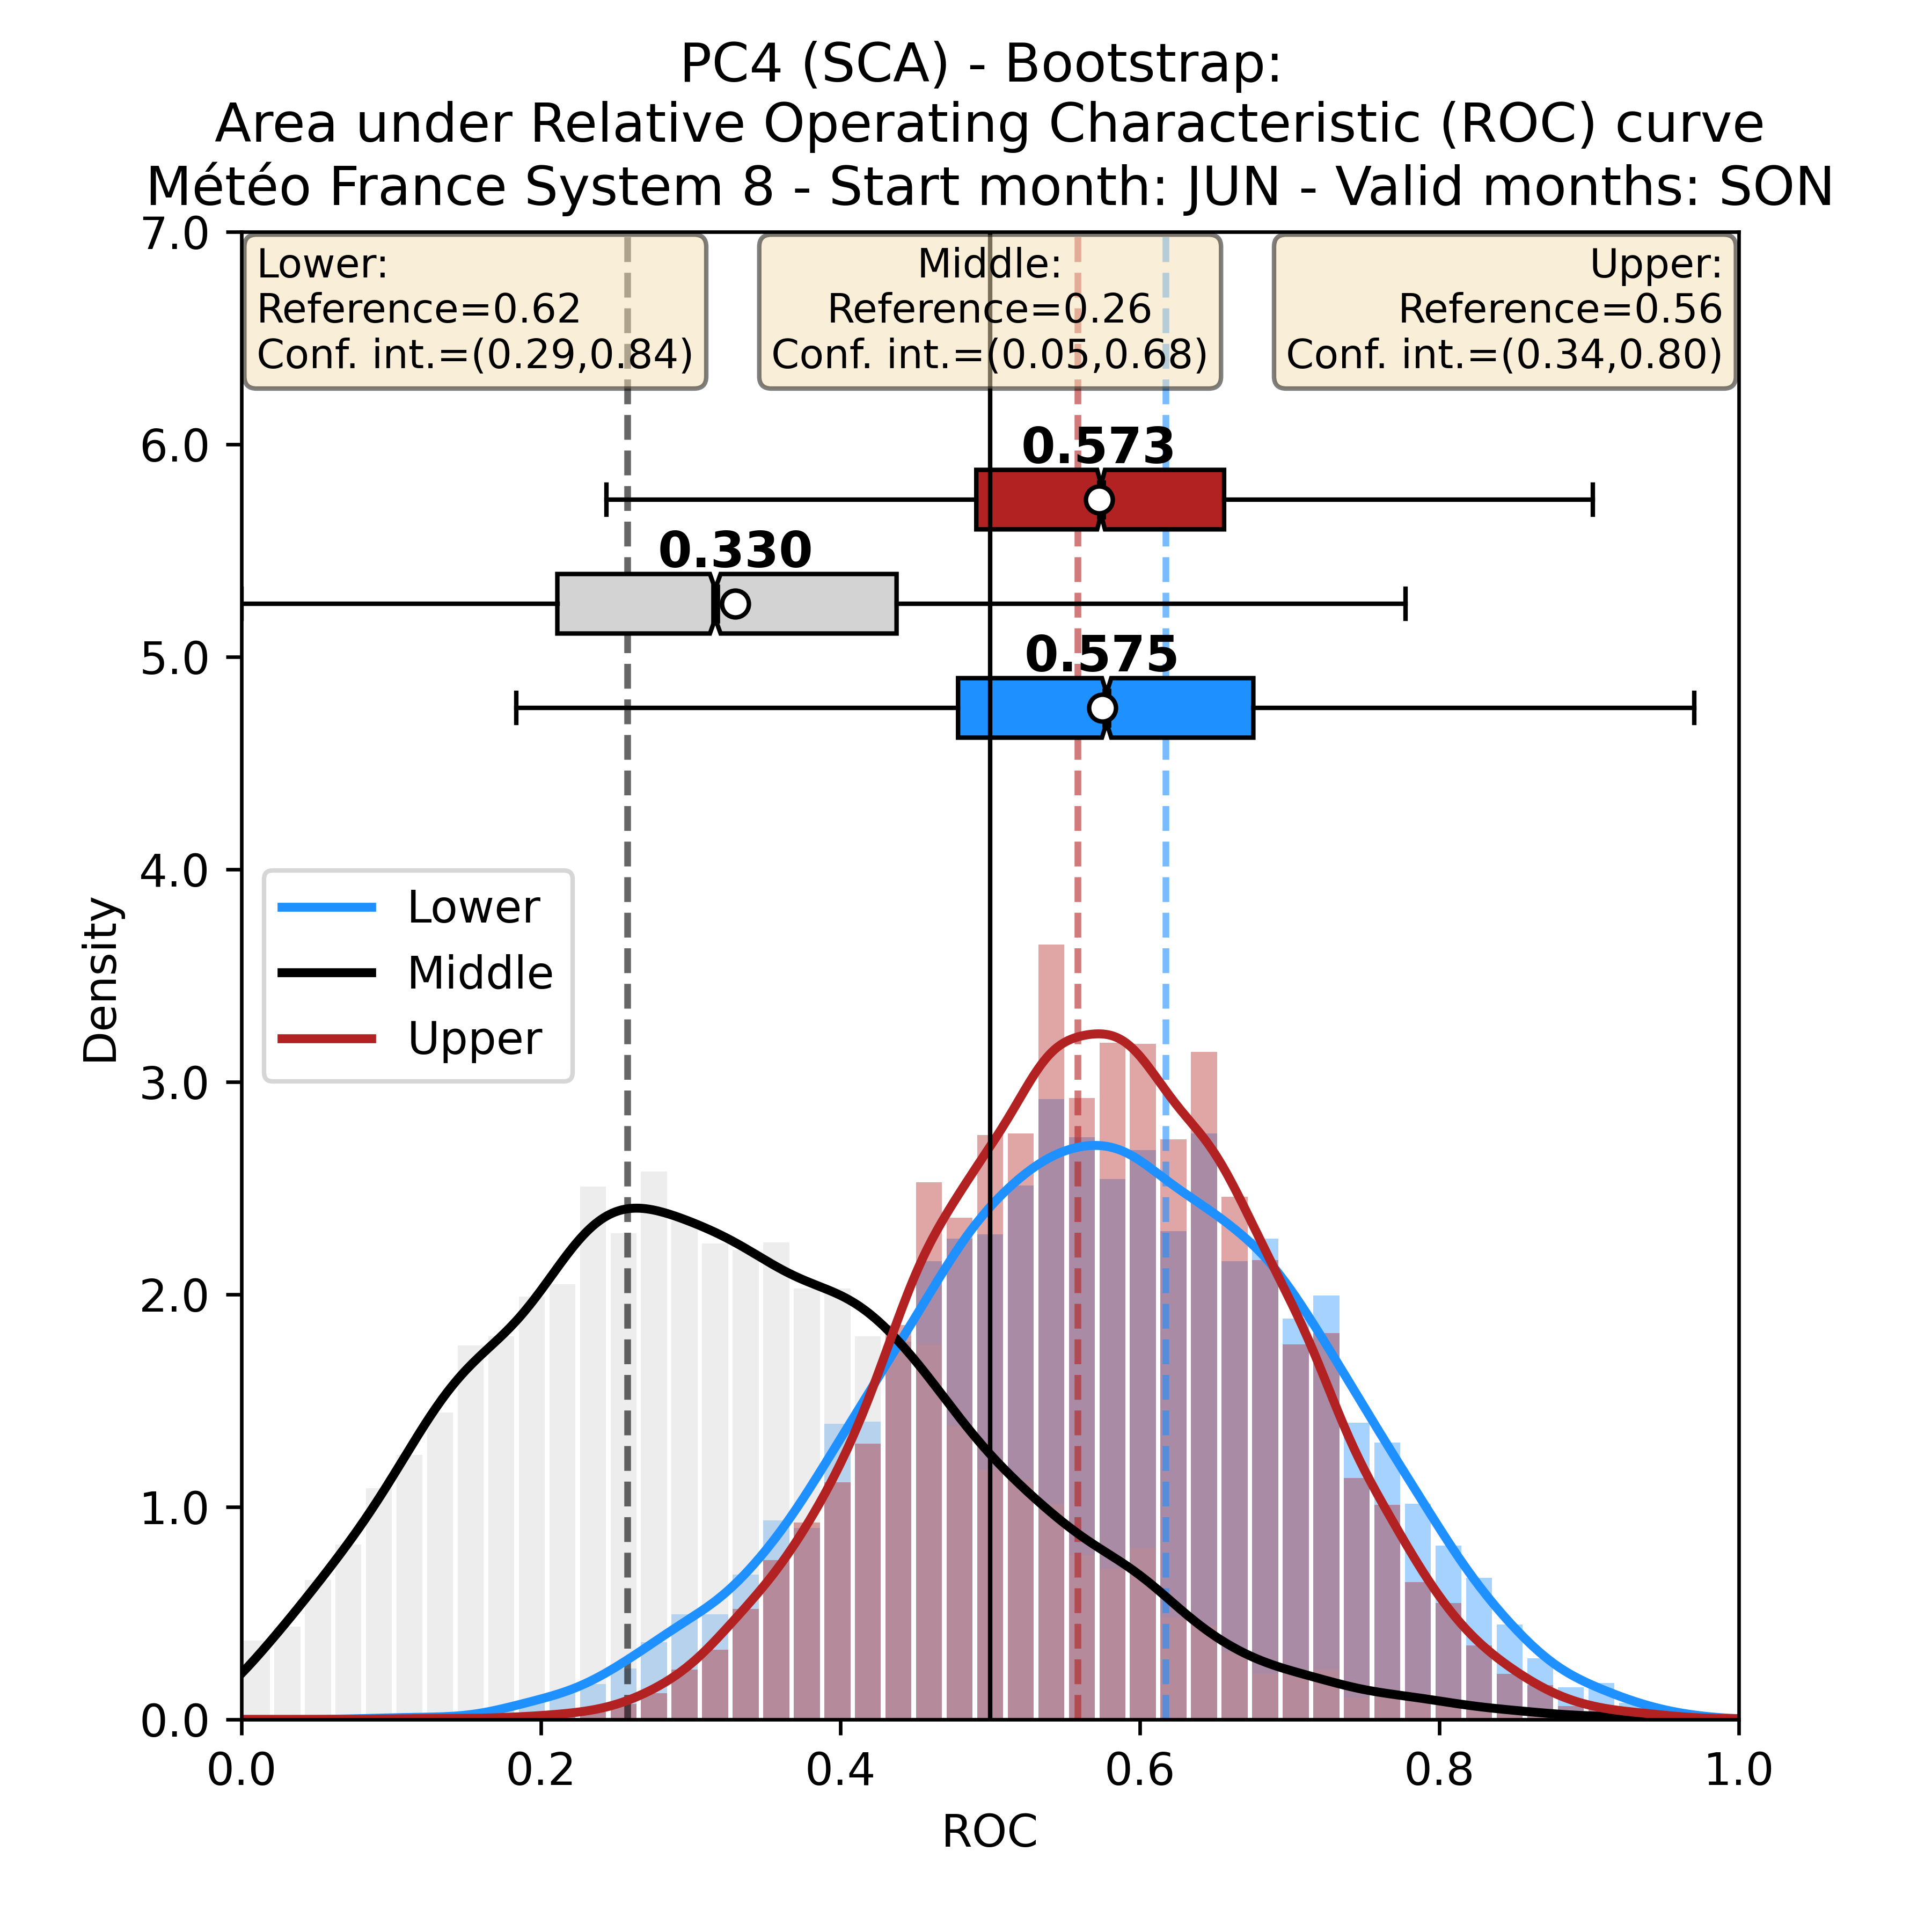 PC4 (SCA) - Bootstrap:
Area under Relative Operating Characteristic (ROC) curve
Météo France System 8 - Start month: JUN - Valid months: SON
7.0
Lower:
Reference=0.62
Conf. int.=(0.29,0.84)
Middle:
Reference=0.26
Conf. int.=(0.05,0.68)
Upper:
Reference=0.56
Conf. int.=(0.34,0.80)
6.0
0.573
0.330
5.0
0.575
4.0
Lower
Middle
Upper
Density
3.0
2.0
1.0
0.0
0.0 0.2 0.4 0.6 0.8 1.0
ROC